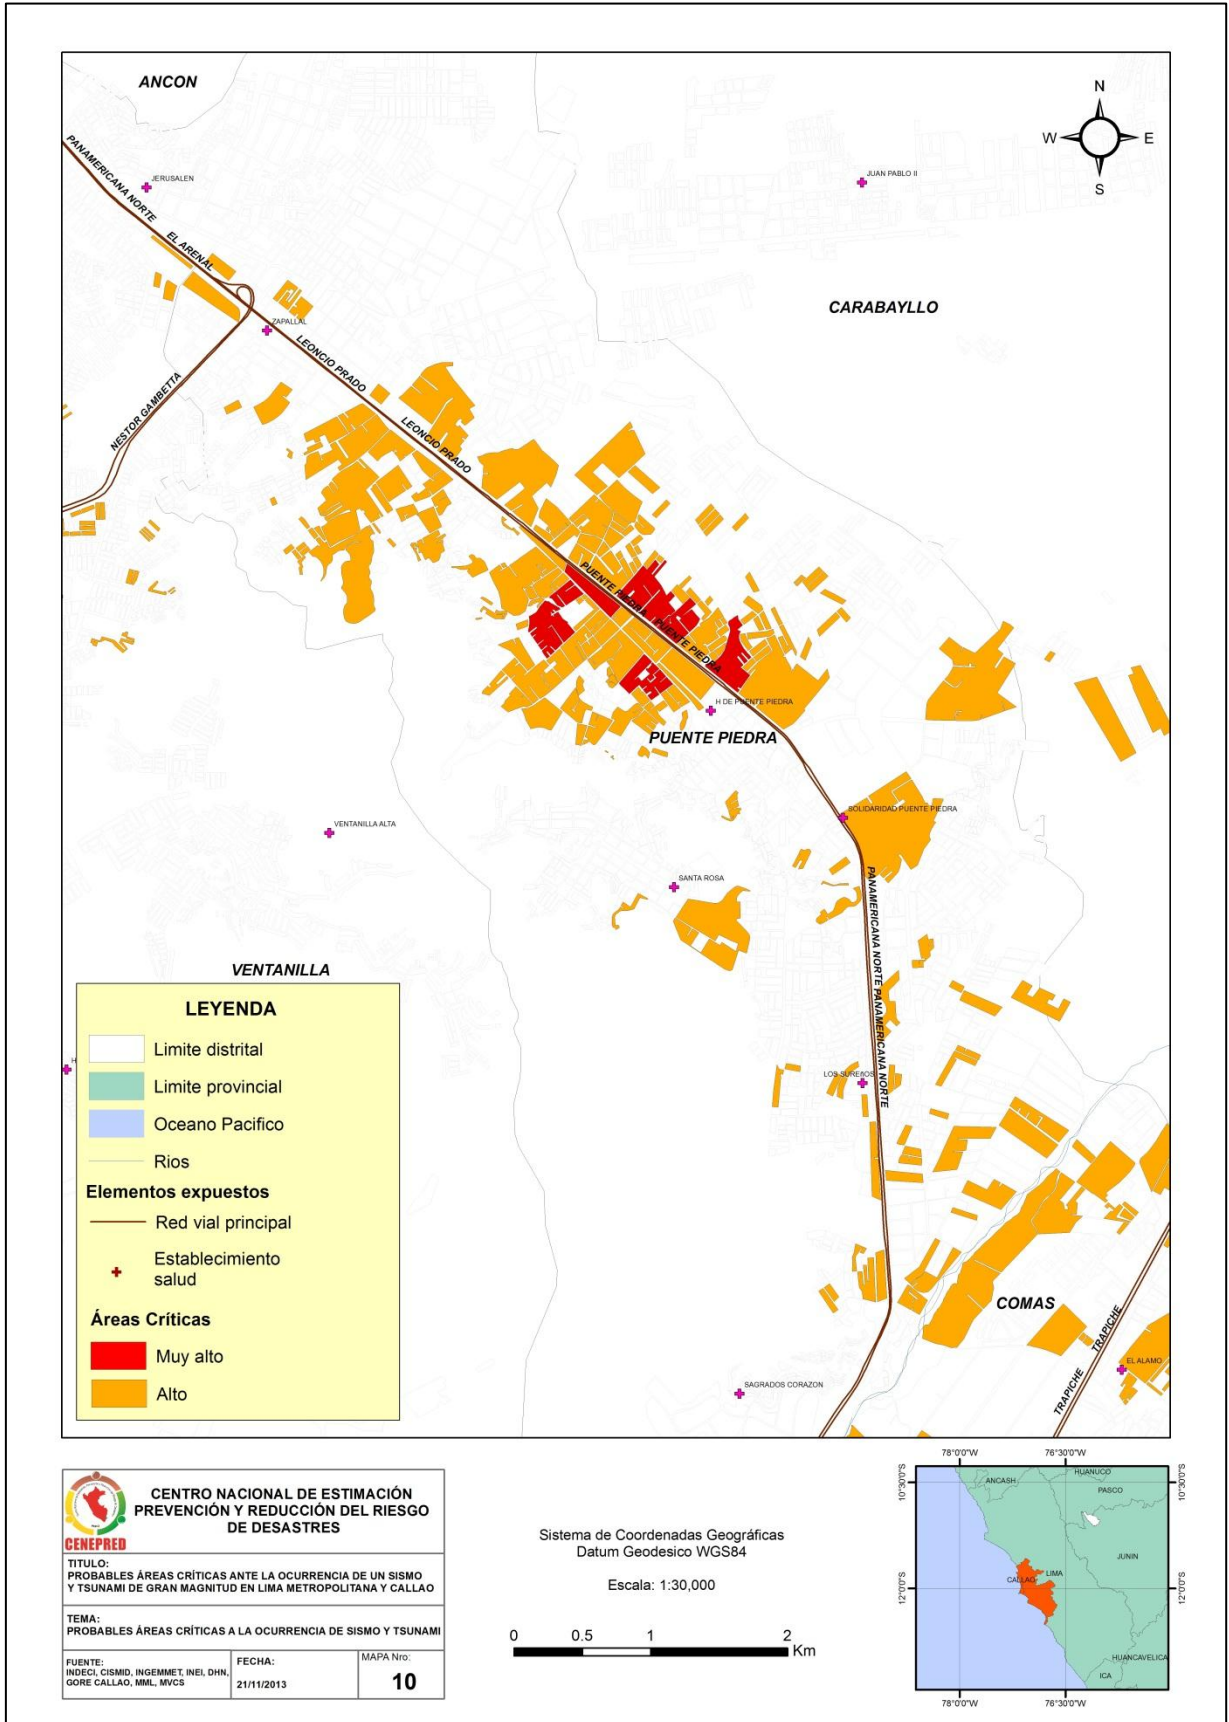 ANCON
N
W
E
S
PANAMERICANA NORTE
JERUSALEN
JUAN PABLO II
EL ARENAL
CARABAYLLO
ZAPALLAL
LEONCIO PRADO
NESTOR GAMBETTA
LEONCIO PRADO
PUENTE PIEDRA
PUENTE PIEDRA
H DE PUENTE PIEDRA
PUENTE PIEDRA
SOLIDARIDAD PUENTE PIEDRA
VENTANILLA ALTA
SANTA ROSA
PANAMERICANA NORTE
PANAMERICANA NORTE
VENTANILLA
H
LOS SUREÑOS
COMAS
TRAPICHE
TRAPICHE
EL ALAMO
SAGRADOS CORAZON
LEYENDA
Limite distrital
Limite provincial
Oceano Pacifico
Rios
Elementos expuestos
Red vial principal
Establecimiento
salud
Áreas Críticas
Muy alto
Alto
CENEPRED
CENTRO NACIONAL DE ESTIMACIÓN
PREVENCIÓN Y REDUCCIÓN DEL RIESGO
DE DESASTRES
TITULO:
PROBABLES ÁREAS CRÍTICAS ANTE LA OCURRENCIA DE UN SISMO
Y TSUNAMI DE GRAN MAGNITUD EN LIMA METROPOLITANA Y CALLAO
TEMA:
PROBABLES ÁREAS CRÍTICAS A LA OCURRENCIA DE SISMO Y TSUNAMI
FUENTE:
INDECI, CISMID, INGEMMET, INEI, DHN,
GORE CALLAO, MML, MVCS
FECHA:
21/11/2013
MAPA Nro:
10
Sistema de Coordenadas Geográficas
Datum Geodesico WGS84
Escala: 1:30,000
0 0.5 1 2
Km
78°0'0"W 76°30'0"W
10°30'0"S
10°30'0"S
ANCASH
HUANUCO
PASCO
JUNIN
LIMA
CALLAO
12°0'0"S
12°0'0"S
HUANCAVELICA
ICA
78°0'0"W 76°30'0"W